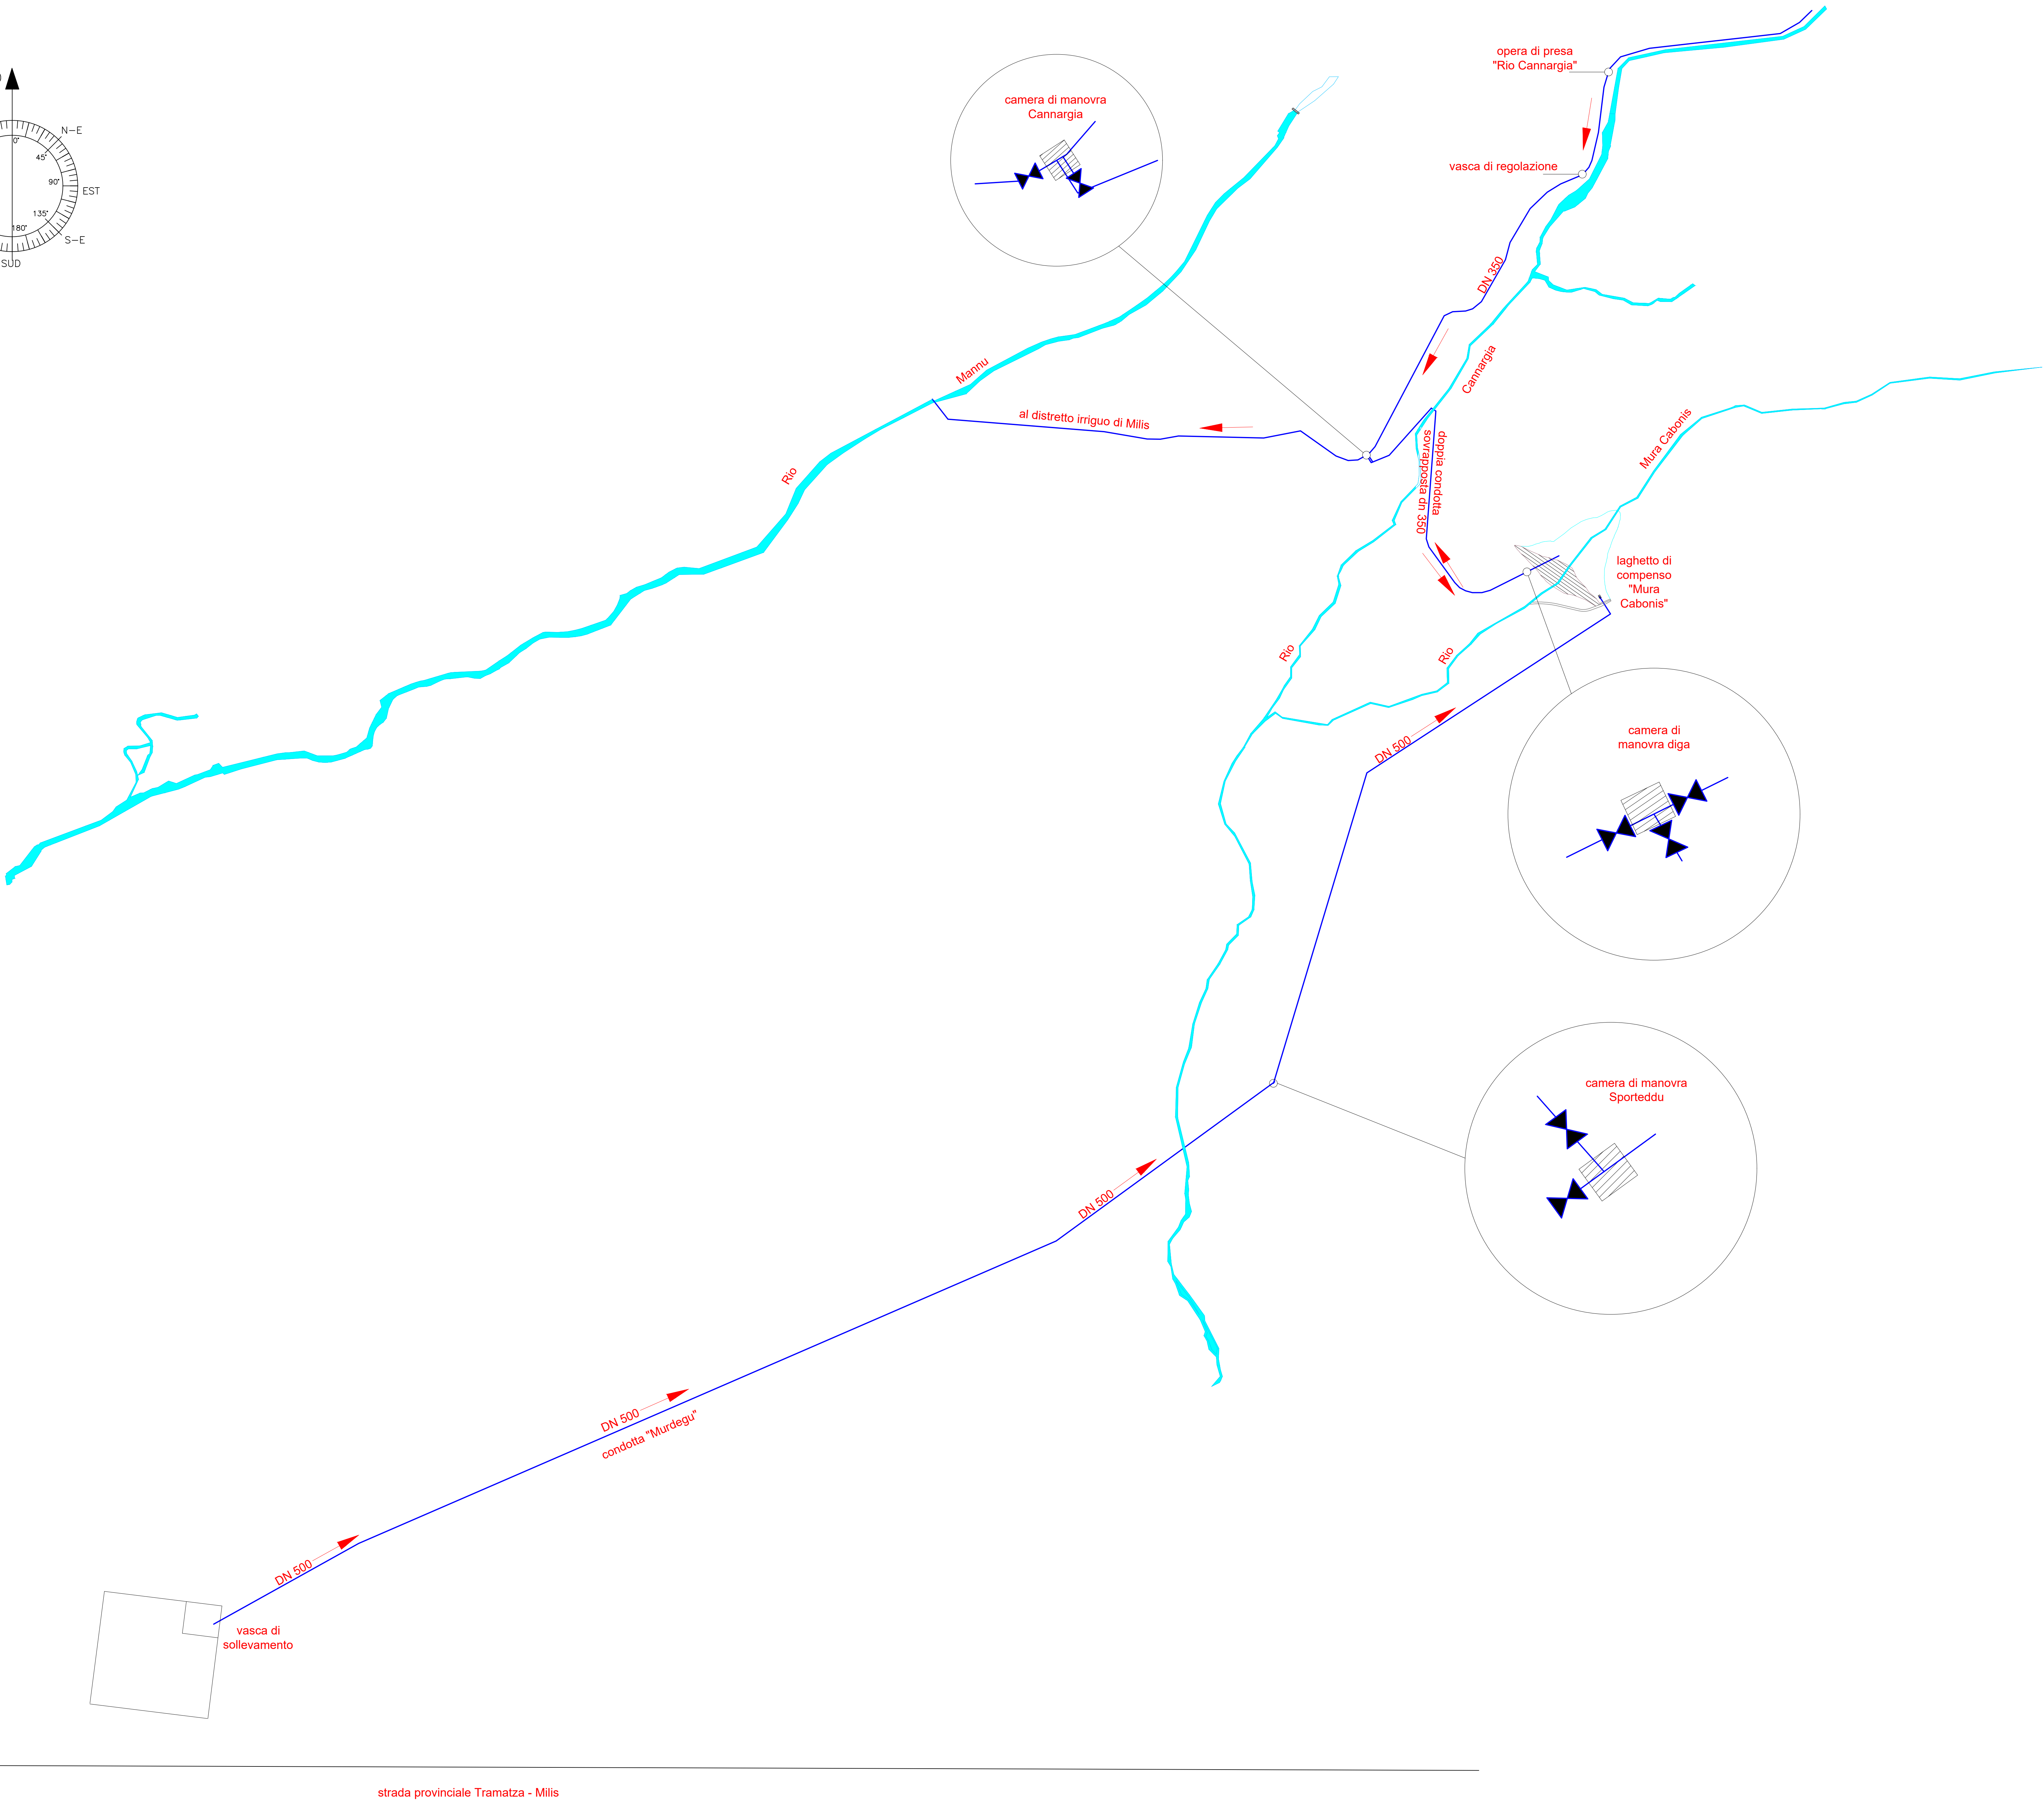 opera di presa
"Rio Cannargia"
camera di manovra
Cannargia
N-E
0°
45°
90°
EST
135°
180°
S-E
SUD
vasca di regolazione
DN 350
Cannargia
Mannu
al distretto irriguo di Milis
doppia condotta
sovrapposta dn 350
Mura Cabonis
Rio
laghetto di
compenso
"Mura
Cabonis"
Rio
Rio
camera di
manovra diga
DN 500
camera di manovra
Sporteddu
DN 500
DN 500
condotta "Murdegu"
DN 500
vasca di
sollevamento
strada provinciale Tramatza - Milis